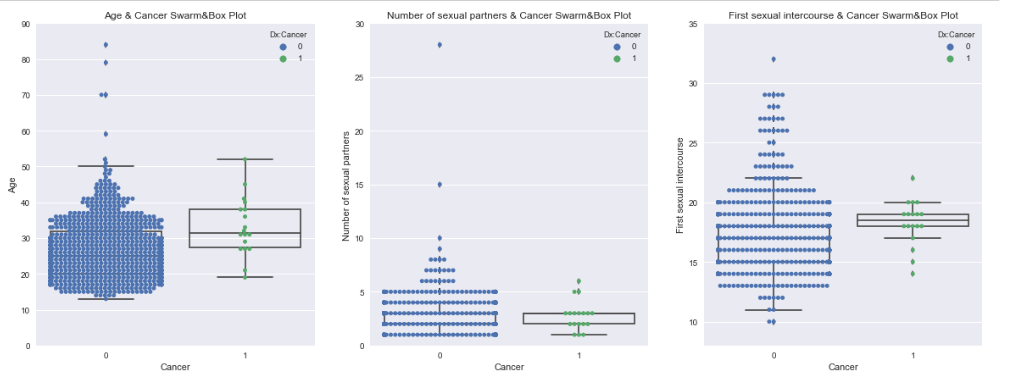 Age & Cancer Swarm&Box Plot
Dx:Cancer
0
1
90
80
70
60
50
40
30
20
10
0
Age
0
1
Cancer
Number of sexual partners & Cancer Swarm&Box Plot
Dx:Cancer
0
1
30
25
20
15
10
5
0
Number of sexual partners
0
1
Cancer
First sexual intercourse & Cancer Swarm&Box Plot
Dx:Cancer
0
1
35
30
25
20
15
10
First sexual intercourse
0
1
Cancer